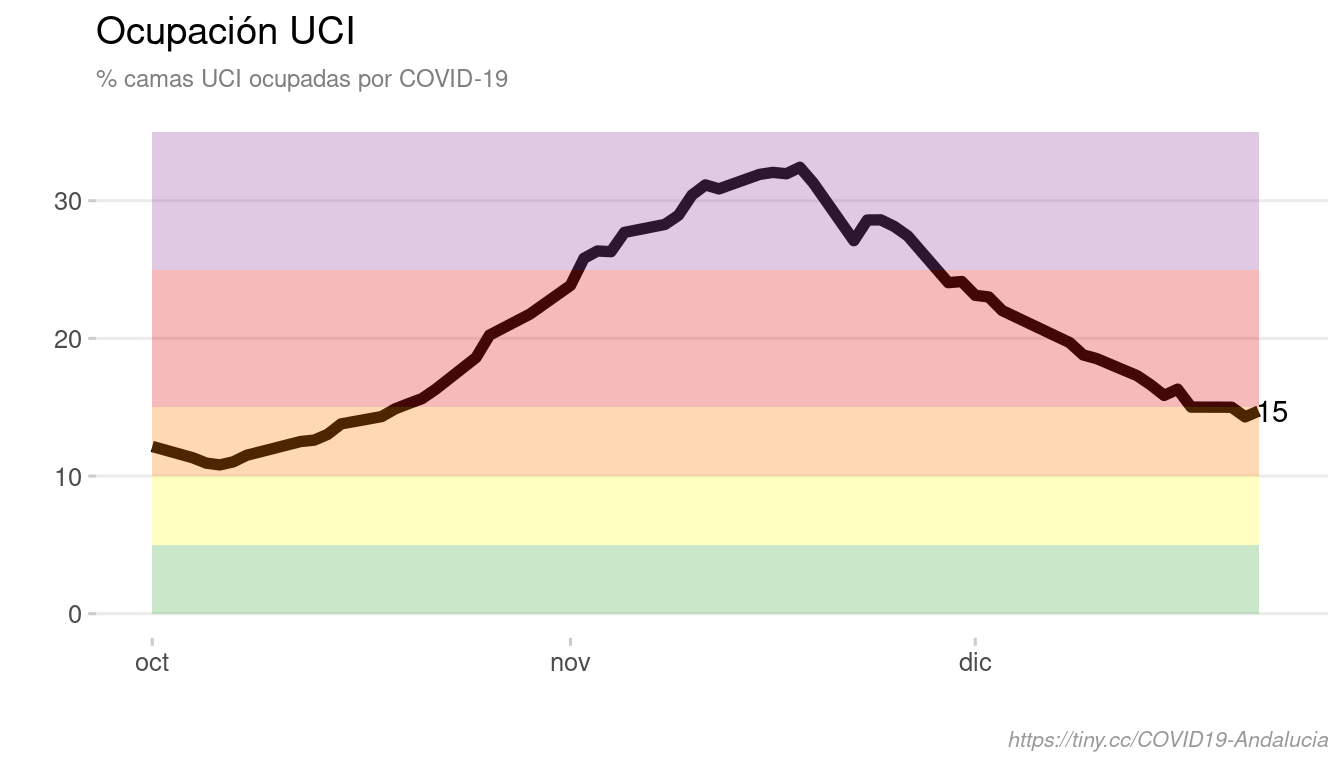 Ocupación UCI
% camas UCI ocupadas por COVID-19
30
20
10
0
15
oct
nov
dic
https://tiny.cc/COVID19-Andalucia